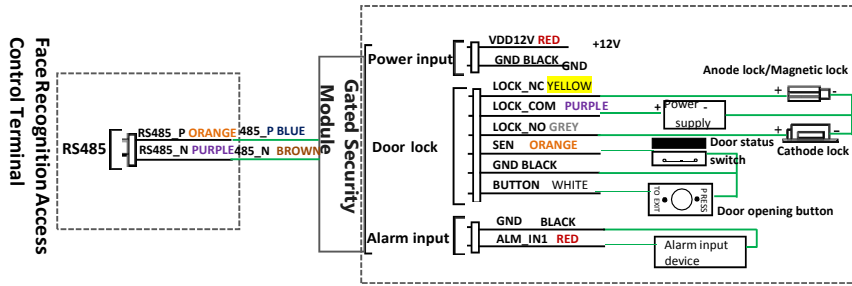 Face Recognition Access
Control Terminal
RS485
RS485_P ORANGE
RS485_N PURPLE
485_P BLUE
485_N BROWN
Gated Security
Module
Power input
VDD12V RED
+12V
GND BLACK
GND
Door lock
LOCK_NC YELLOW
LOCK_COM PURPLE
LOCK_NO GREY
SEN ORANGE
GND BLACK
BUTTON WHITE
Anode lock/Magnetic lock
+ -
+ Power -
supply
+ -
Cathode lock
Door status
switch
PRESS
TO EXIT
Door opening button
Alarm input
GND BLACK
ALM_IN1 RED
Alarm input
device